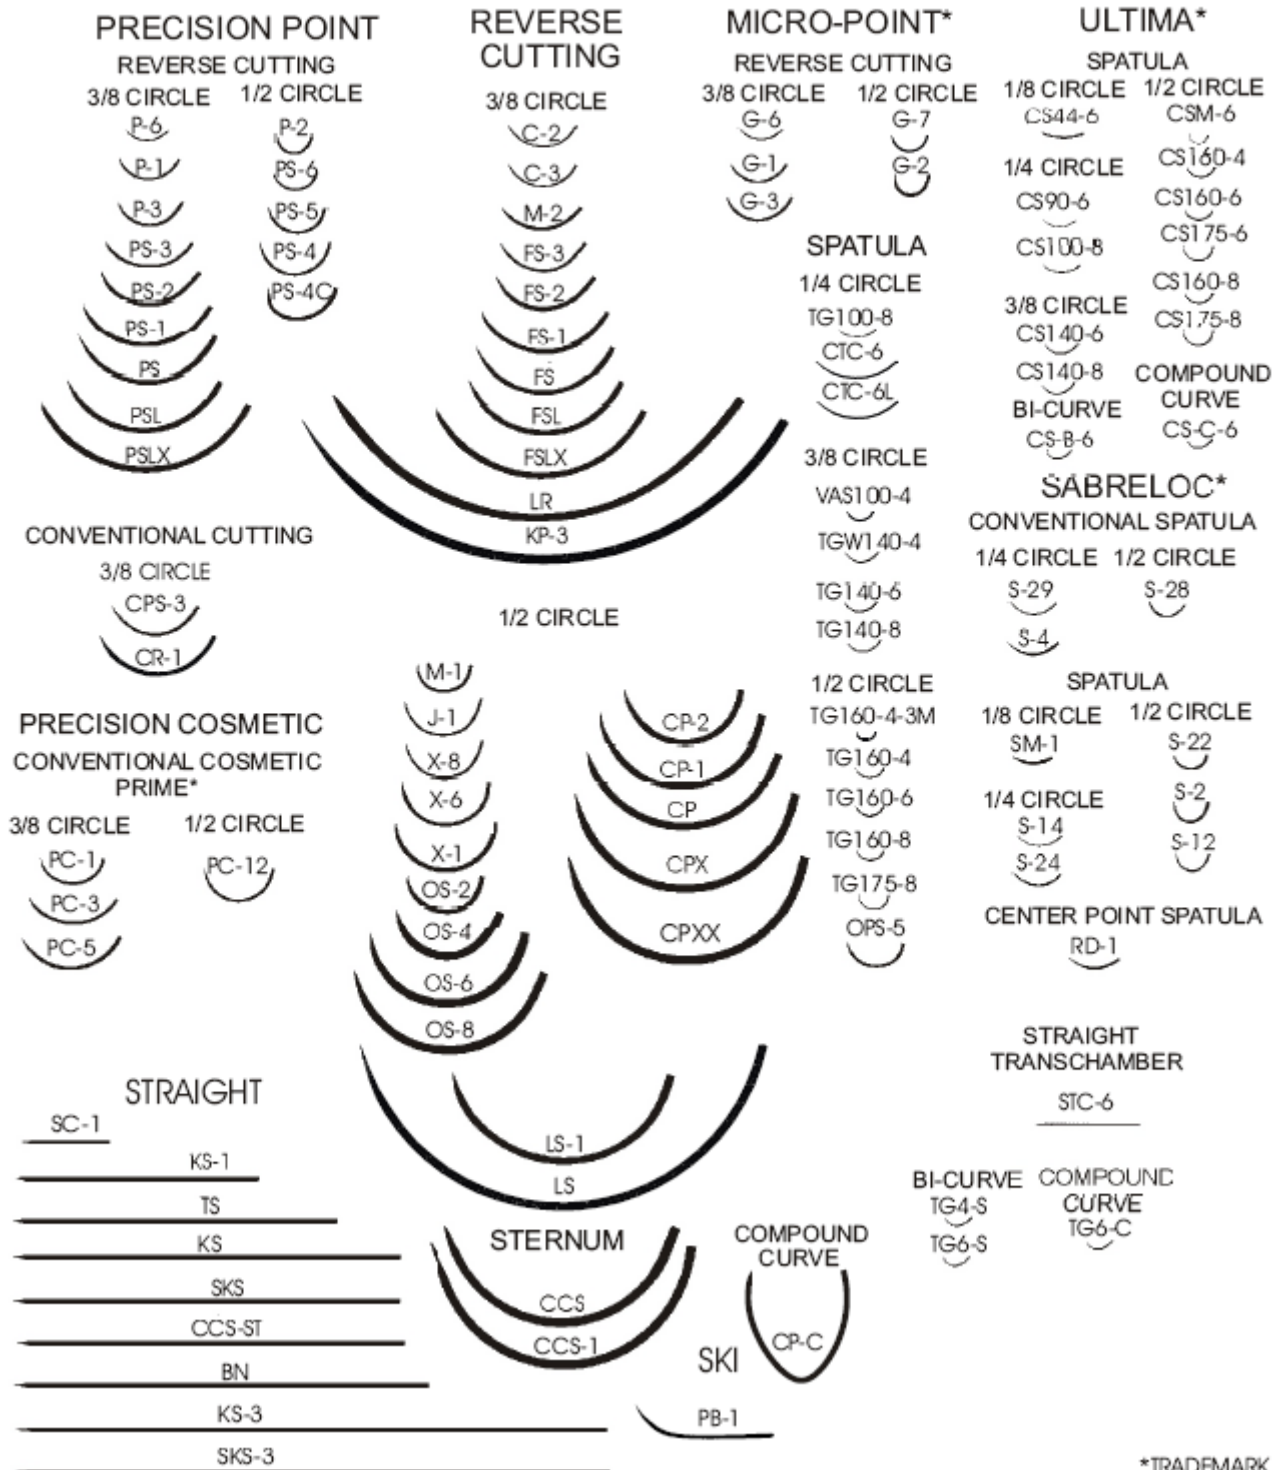 PRECISION POINT
REVERSE CUTTING
3/8 CIRCLE 1/2 CIRCLE
P-6 P-2
P-1 PS-6
P-3 PS-5
PS-3 PS-4
PS-2 PS-4C
PS-1
PS
PSL
PSLX
CONVENTIONAL CUTTING
3/8 CIRCLE
CPS-3
CR-1
PRECISION COSMETIC
CONVENTIONAL COSMETIC
PRIME*
3/8 CIRCLE 1/2 CIRCLE
PC-1 PC-12
PC-3
PC-5
STRAIGHT
SC-1
KS-1
TS
KS
SKS
CCS-ST
BN
KS-3
SKS-3
REVERSE
CUTTING
3/8 CIRCLE
C-2
C-3
M-2
FS-3
FS-2
FS-1
FS
FSL
FSLX
LR
KP-3
1/2 CIRCLE
M-1
J-1
X-8
X-6
X-1
OS-2
OS-4
OS-6
OS-8
CP-2
CP-1
CP
CPX
CPXX
LS-1
LS
STERNUM
CCS
CCS-1
COMPOUND
CURVE
CP-C
SKI
PB-1
MICRO-POINT*
REVERSE CUTTING
3/8 CIRCLE 1/2 CIRCLE
G-6 G-7
G-1 G-2
G-3
SPATULA
1/4 CIRCLE
TG100-8
CTC-6
CTC-6L
3/8 CIRCLE
VAS100-4
TGW140-4
TG140-6
TG140-8
1/2 CIRCLE
TG160-4-3M
TG160-4
TG160-6
TG160-8
TG175-8
OPS-5
ULTIMA*
SPATULA
1/8 CIRCLE 1/2 CIRCLE
CS44-6 CSM-6
1/4 CIRCLE CS160-4
CS90-6 CS160-6
CS100-8 CS175-6
3/8 CIRCLE CS160-8
CS140-6 CS175-8
CS140-8 COMPOUND
BI-CURVE CURVE
CS-B-6 CS-C-6
SABRELOC*
CONVENTIONAL SPATULA
1/4 CIRCLE 1/2 CIRCLE
S-29 S-28
S-4
SPATULA
1/8 CIRCLE 1/2 CIRCLE
SM-1 S-22
1/4 CIRCLE S-2
S-14 S-12
S-24
CENTER POINT SPATULA
RD-1
STRAIGHT
TRANSCHAMBER
STC-6
BI-CURVE COMPOUND
TG4-S CURVE
TG6-S TG6-C
*TRADEMARK